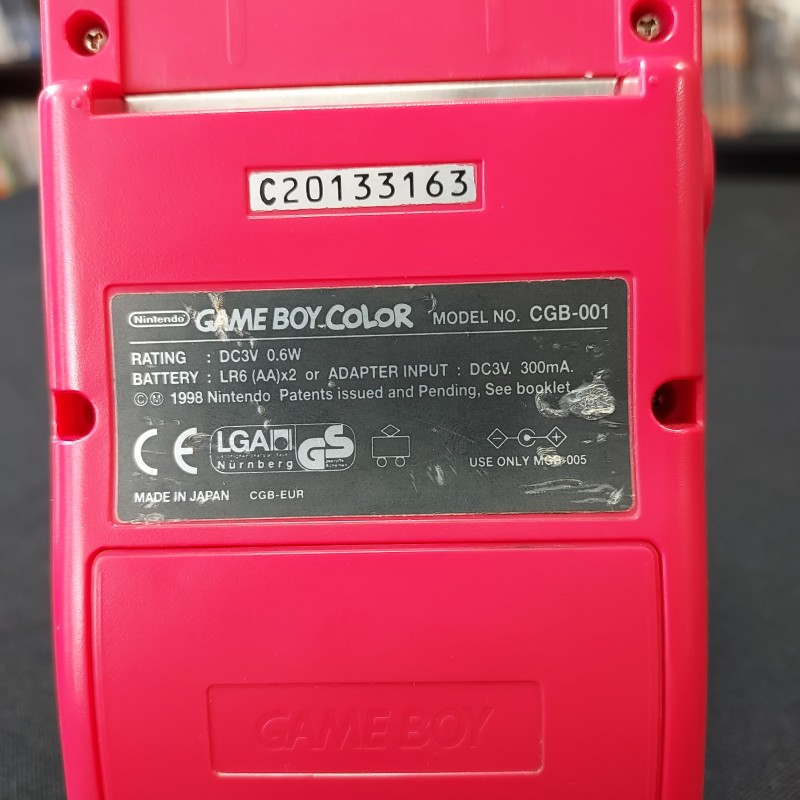 C20133163
Nintendo GAME BOY COLOR MODEL NO. CGB-001
RATING : DC3V 0.6W
BATTERY : LR6 (AA)x2 or ADAPTER INPUT : DC3V. 300mA.
©Ⓜ 1998 Nintendo Patents issued and Pending, See booklet
CE LGA GS
Nürnberg
USE ONLY MGB-005
MADE IN JAPAN CGB-EUR
GAME BOY